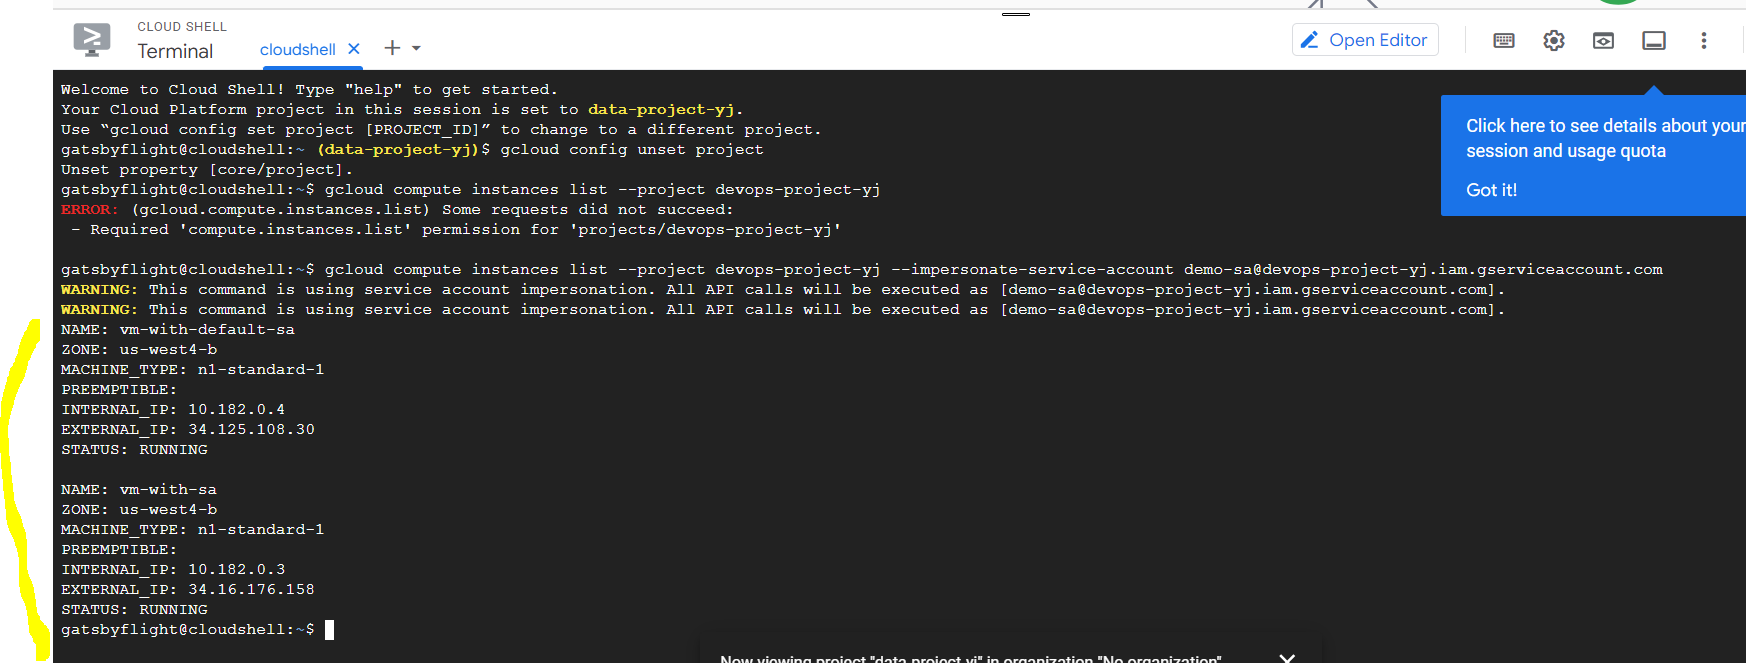 CLOUD SHELL
Terminal
cloudshell
Open Editor
Welcome to Cloud Shell! Type "help" to get started.
Your Cloud Platform project in this session is set to data-project-yj.
Use “gcloud config set project [PROJECT_ID]” to change to a different project.
gatsbyflight@cloudshell:~ (data-project-yj)$ gcloud config unset project
Unset property [core/project].
gatsbyflight@cloudshell:~$ gcloud compute instances list --project devops-project-yj
ERROR: (gcloud.compute.instances.list) Some requests did not succeed:
- Required 'compute.instances.list' permission for 'projects/devops-project-yj'
gatsbyflight@cloudshell:~$ gcloud compute instances list --project devops-project-yj --impersonate-service-account demo-sa@devops-project-yj.iam.gserviceaccount.com
WARNING: This command is using service account impersonation. All API calls will be executed as [demo-sa@devops-project-yj.iam.gserviceaccount.com].
WARNING: This command is using service account impersonation. All API calls will be executed as [demo-sa@devops-project-yj.iam.gserviceaccount.com].
NAME: vm-with-default-sa
ZONE: us-west4-b
MACHINE_TYPE: n1-standard-1
PREEMPTIBLE:
INTERNAL_IP: 10.182.0.4
EXTERNAL_IP: 34.125.108.30
STATUS: RUNNING
NAME: vm-with-sa
ZONE: us-west4-b
MACHINE_TYPE: n1-standard-1
PREEMPTIBLE:
INTERNAL_IP: 10.182.0.3
EXTERNAL_IP: 34.16.176.158
STATUS: RUNNING
gatsbyflight@cloudshell:~$
Click here to see details about your
session and usage quota
Got it!
Now viewing project "data-project-yj" in organization "No organization"